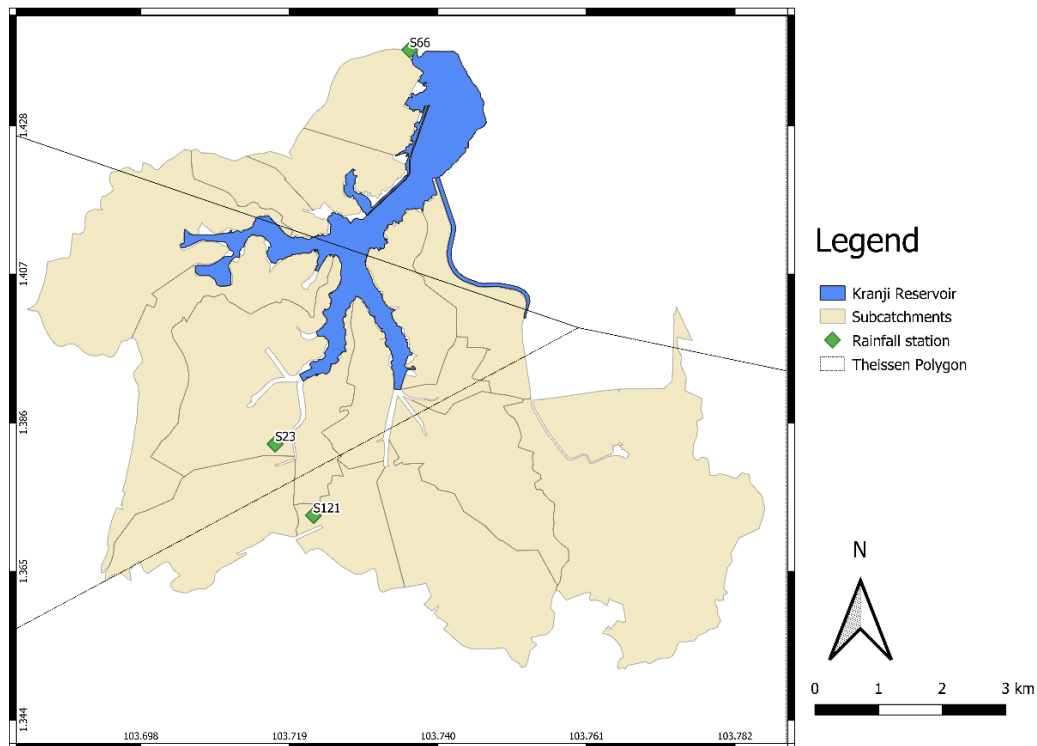 S66
1.428
1.407
1.386
1.365
1.344
S23
S121
103.698
103.719
103.740
103.761
103.782
Legend
Kranji Reservoir
Subcatchments
Rainfall station
Theissen Polygon
N
0 1 2 3 km